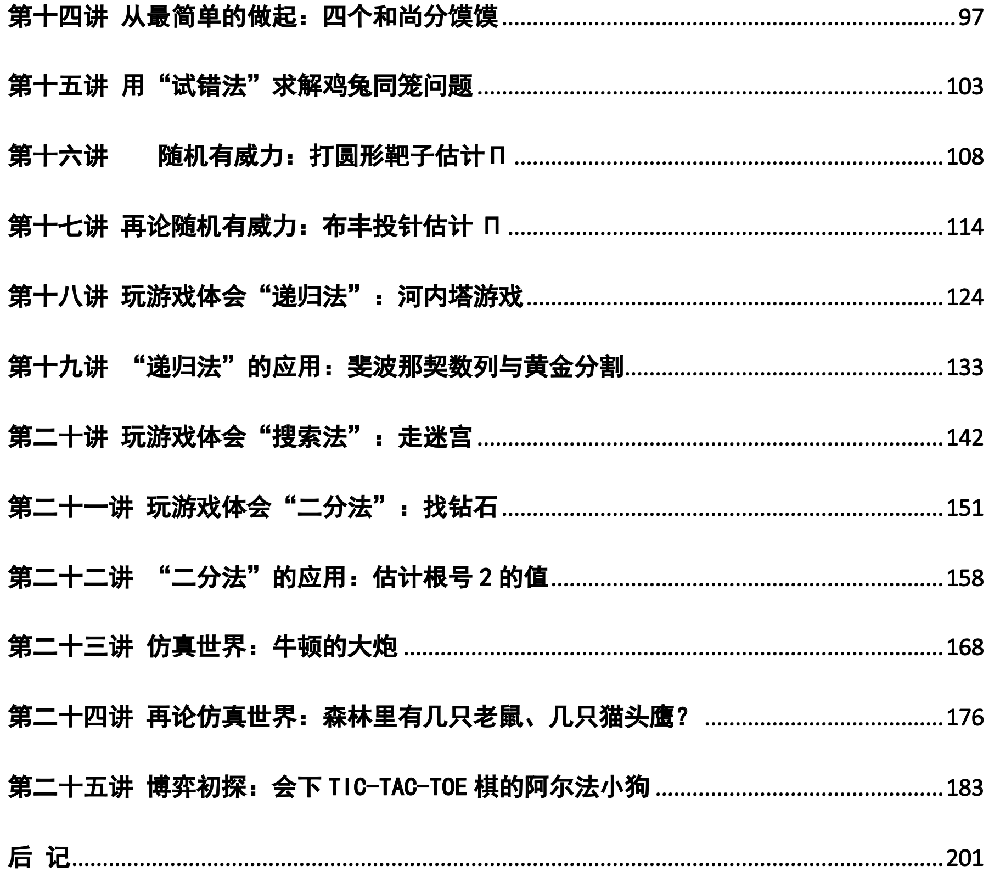 第十四讲 从最简单的做起：四个和尚分馍馍 97
第十五讲 用“试错法”求解鸡兔同笼问题 103
第十六讲 随机有威力：打圆形靶子估计Π 108
第十七讲 再论随机有威力：布丰投针估计 Π 114
第十八讲 玩游戏体会“递归法”：河内塔游戏 124
第十九讲 “递归法”的应用：斐波那契数列与黄金分割 133
第二十讲 玩游戏体会“搜索法”：走迷宫 142
第二十一讲 玩游戏体会“二分法”：找钻石 151
第二十二讲 “二分法”的应用：估计根号 2 的值 158
第二十三讲 仿真世界：牛顿的大炮 168
第二十四讲 再论仿真世界：森林里有几只老鼠、几只猫头鹰？ 176
第二十五讲 博弈初探：会下 TIC-TAC-TOE 棋的阿尔法小狗 183
后 记 201